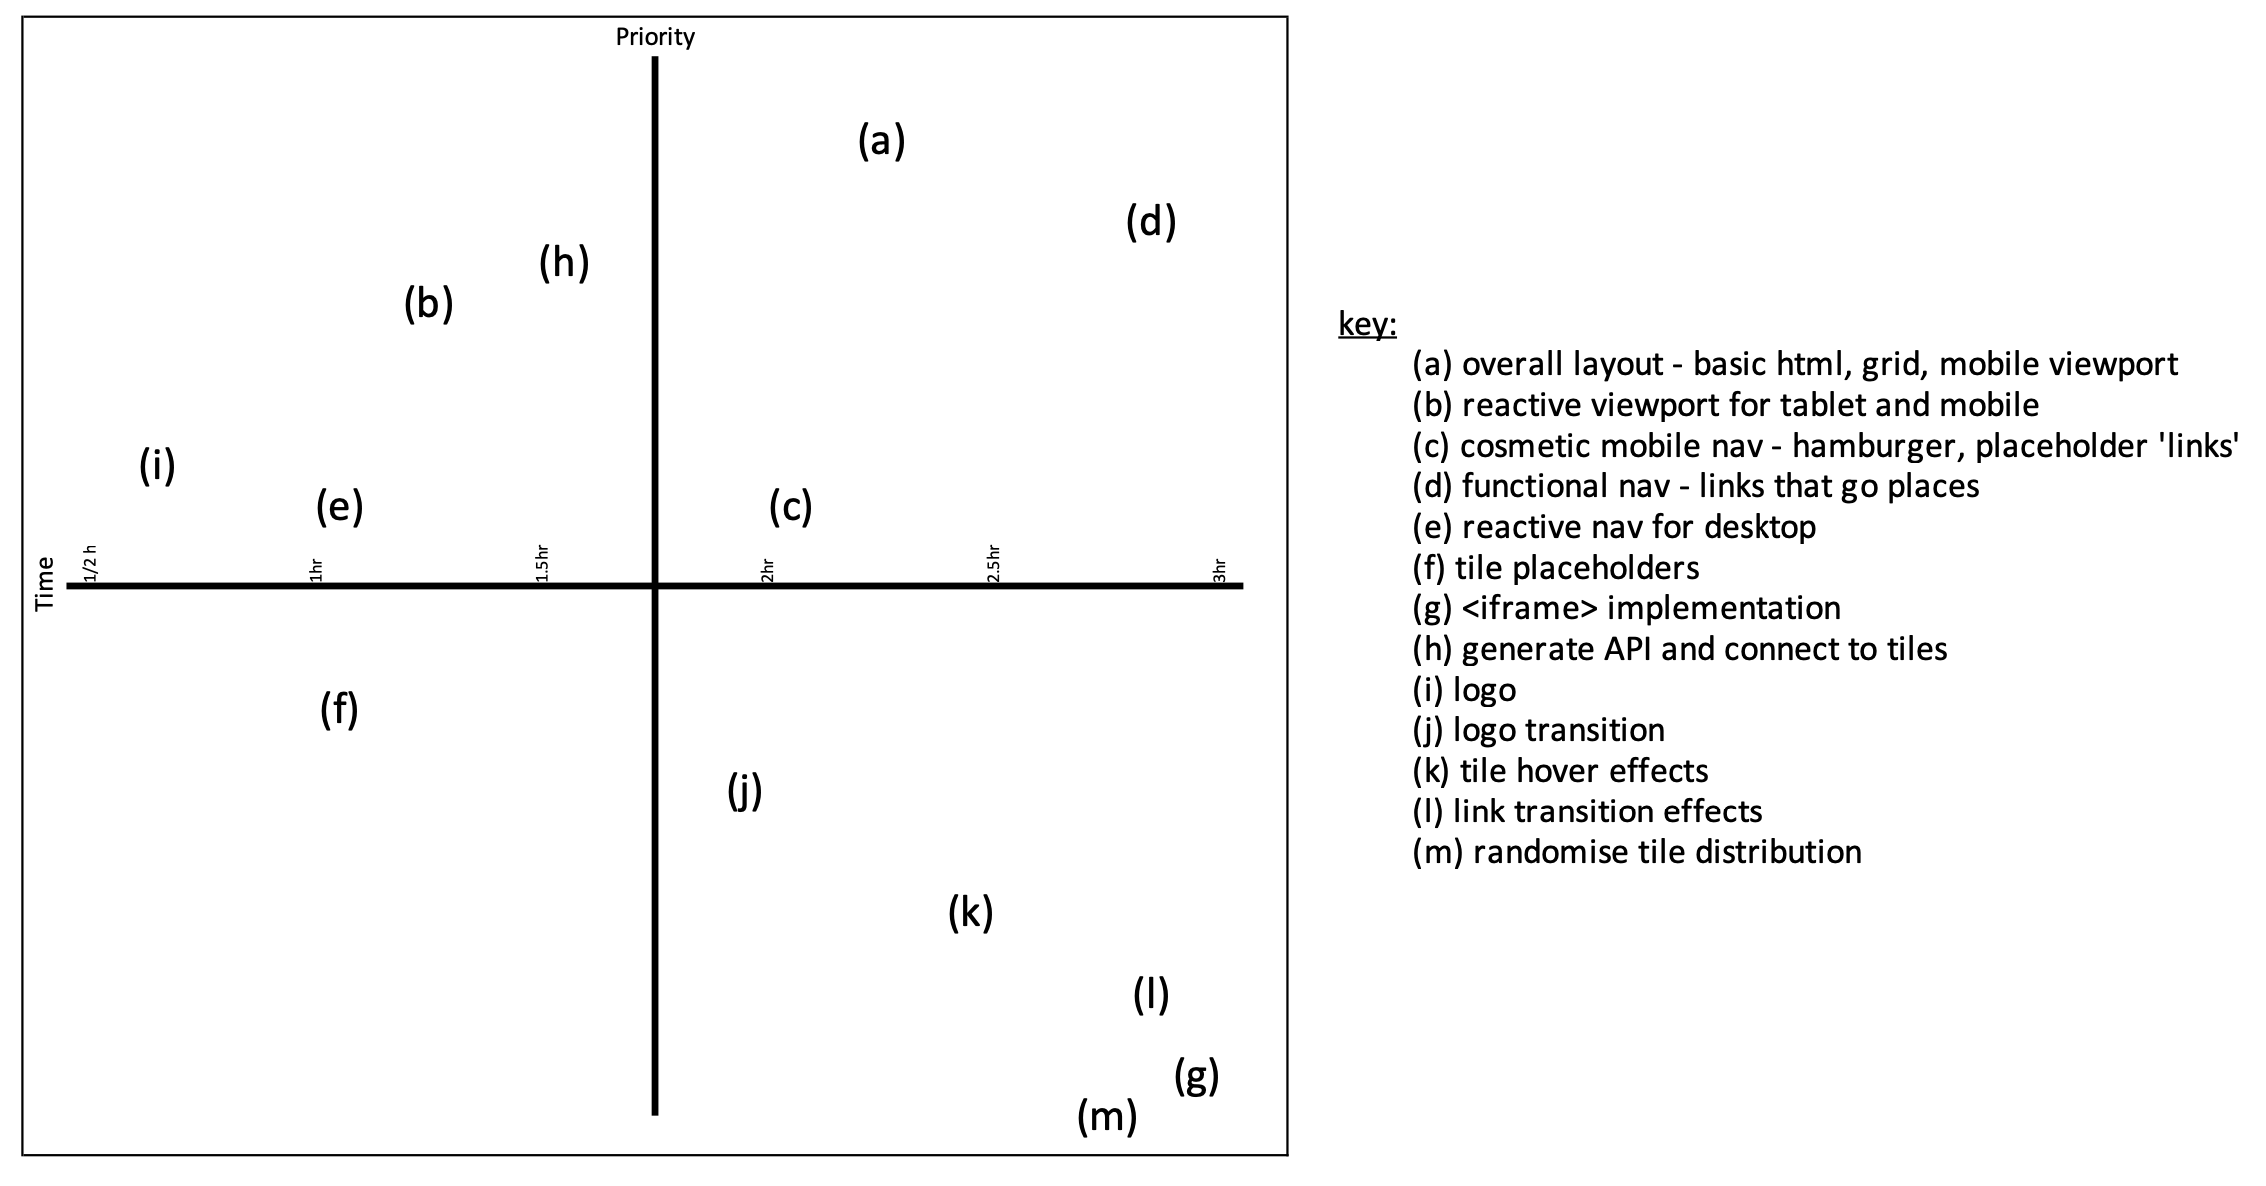 Priority
(a)
(d)
(h)
(b)
(i)
(e)
(c)
Time
1/2 h
1hr
1.5hr
2hr
2.5hr
3hr
(f)
(j)
(k)
(l)
(g)
(m)
key:
(a) overall layout - basic html, grid, mobile viewport
(b) reactive viewport for tablet and mobile
(c) cosmetic mobile nav - hamburger, placeholder 'links'
(d) functional nav - links that go places
(e) reactive nav for desktop
(f) tile placeholders
(g) <iframe> implementation
(h) generate API and connect to tiles
(i) logo
(j) logo transition
(k) tile hover effects
(l) link transition effects
(m) randomise tile distribution